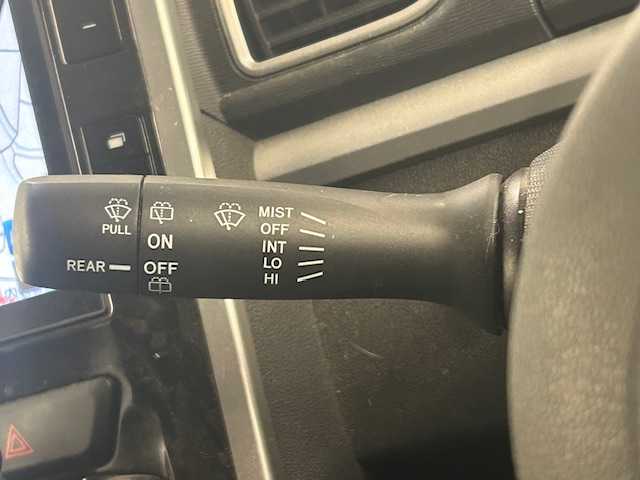 PULL
REAR
ON
OFF
MIST
OFF
INT
LO
HI